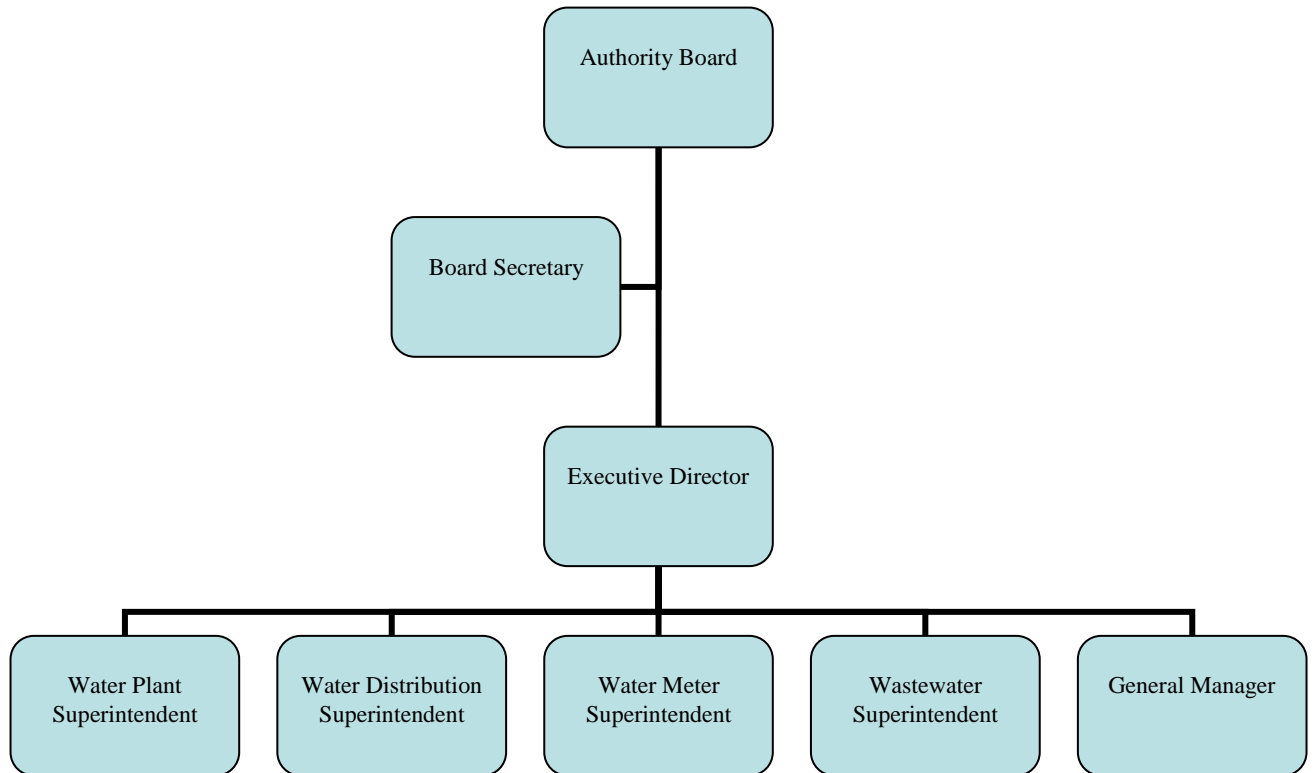 Authority Board
Board Secretary
Executive Director
Water Plant
Superintendent
Water Distribution
Superintendent
Water Meter
Superintendent
Wastewater
Superintendent
General Manager